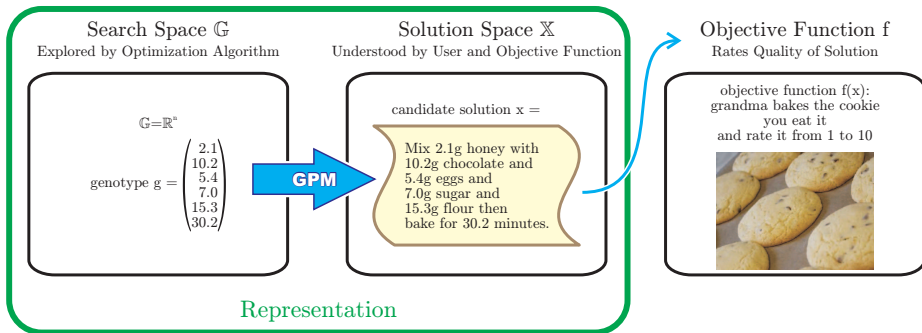 Search Space 𝔾
Explored by Optimization Algorithm
𝔾=ℝⁿ
genotype g =
2.1
10.2
5.4
7.0
15.3
30.2
GPM
Solution Space 𝕏
Understood by User and Objective Function
candidate solution x =
Mix 2.1g honey with
10.2g chocolate and
5.4g eggs and
7.0g sugar and
15.3g flour then
bake for 30.2 minutes.
Representation
Objective Function f
Rates Quality of Solution
objective function f(x):
grandma bakes the cookie
you eat it
and rate it from 1 to 10